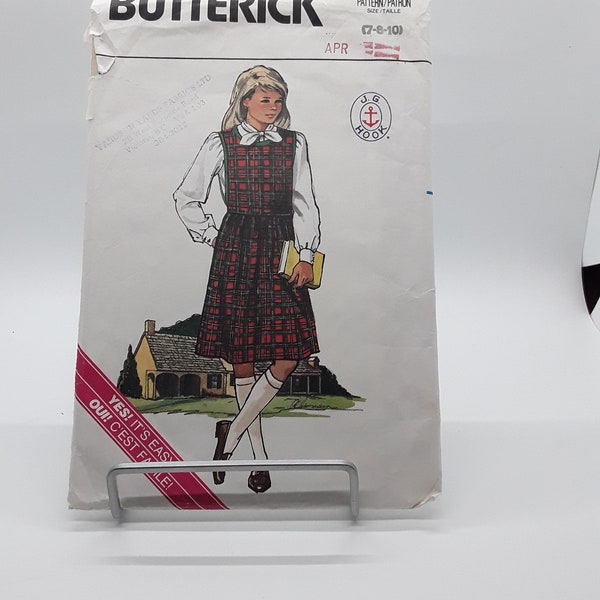 BUTTERICK
PATTERN/PATRON
SIZE/TAILLE
(7-8-10)
APR
J.G.
HOOK
YES! IT'S EASY
OUI! C'EST FACILE!